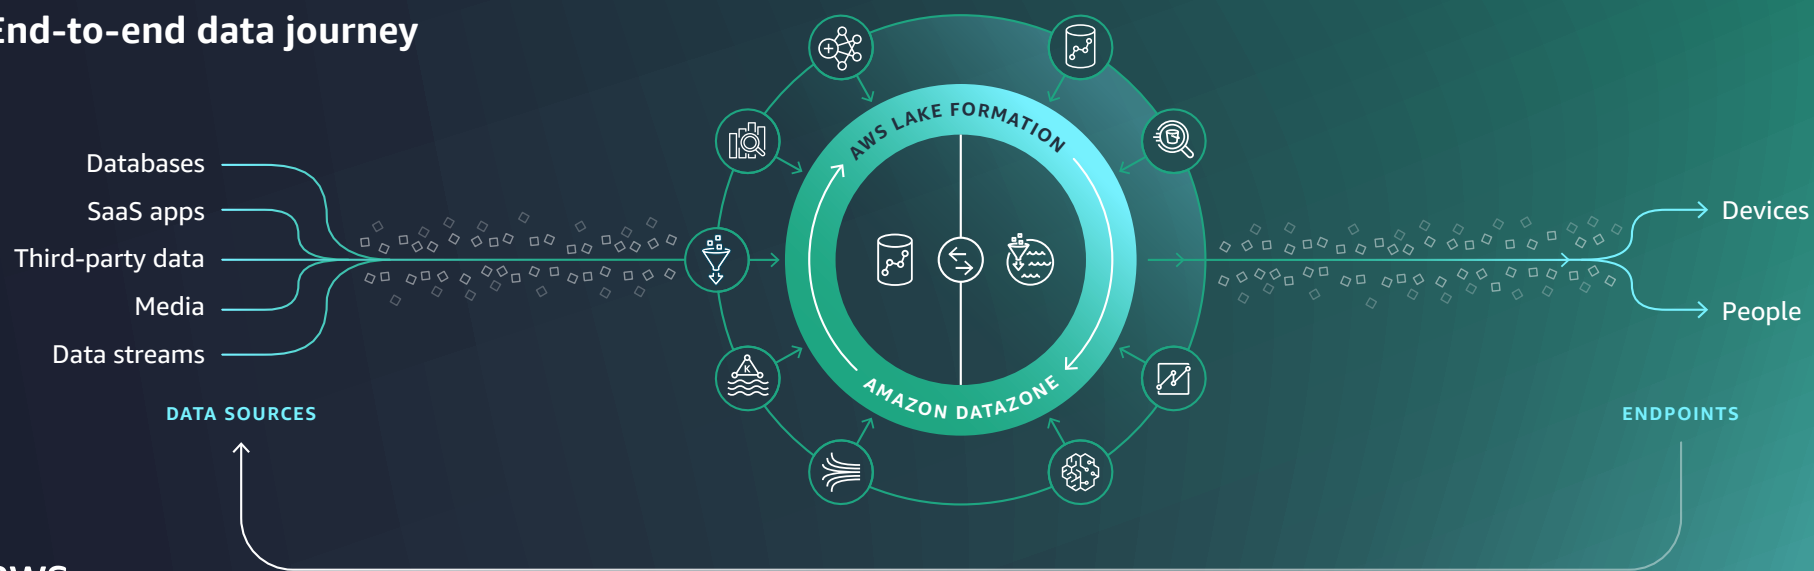 End-to-end data journey
Databases
SaaS apps
Third-party data
Media
Data streams
DATA SOURCES
AWS LAKE FORMATION
AMAZON DATAZONE
K
Devices
People
ENDPOINTS
aws